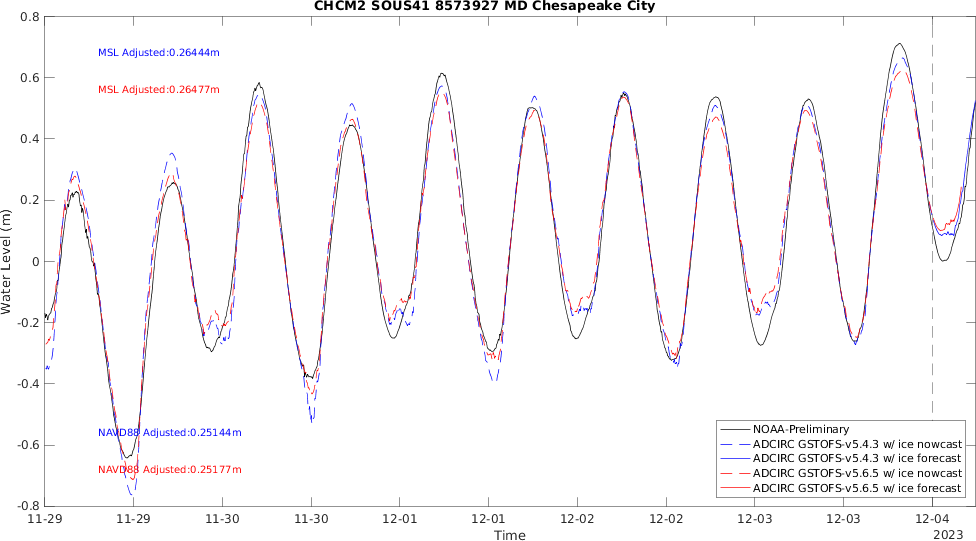 CHCM2 SOUS41 8573927 MD Chesapeake City
0.8
MSL Adjusted:0.26444m
0.6
MSL Adjusted:0.26477m
0.4
0.2
Water Level (m)
0
-0.2
-0.4
NAVD88 Adjusted:0.25144m
NOAA-Preliminary
-0.6
ADCIRC GSTOFS-v5.4.3 w/ ice nowcast
ADCIRC GSTOFS-v5.4.3 w/ ice forecast
NAVD88 Adjusted:0.25177m
ADCIRC GSTOFS-v5.6.5 w/ ice nowcast
ADCIRC GSTOFS-v5.6.5 w/ ice forecast
-0.8
11-29 11-29 11-30 11-30 12-01 12-01 12-02 12-02 12-03 12-03 12-04
Time
2023